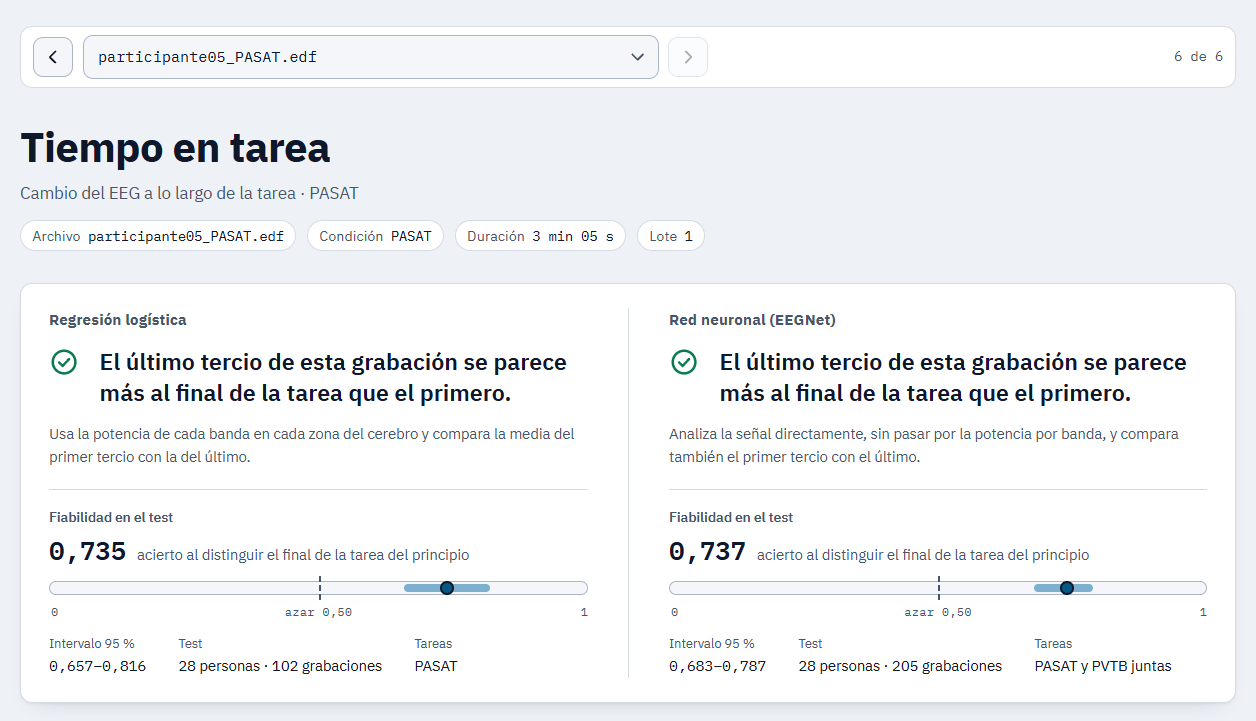 participante05_PASAT.edf
6 de 6
Tiempo en tarea
Cambio del EEG a lo largo de la tarea · PASAT
Archivo participante05_PASAT.edf
Condición PASAT
Duración 3 min 05 s
Lote 1
Regresión logística
El último tercio de esta grabación se parece
más al final de la tarea que el primero.
Usa la potencia de cada banda en cada zona del cerebro y compara la media del
primer tercio con la del último.
Fiabilidad en el test
0,735 acierto al distinguir el final de la tarea del principio
0
azar 0,50
1
Intervalo 95 %
0,657–0,816
Test
28 personas · 102 grabaciones
Tareas
PASAT
Red neuronal (EEGNet)
El último tercio de esta grabación se parece
más al final de la tarea que el primero.
Analiza la señal directamente, sin pasar por la potencia por banda, y compara
también el primer tercio con el último.
Fiabilidad en el test
0,737 acierto al distinguir el final de la tarea del principio
0
azar 0,50
1
Intervalo 95 %
0,683–0,787
Test
28 personas · 205 grabaciones
Tareas
PASAT y PVTB juntas